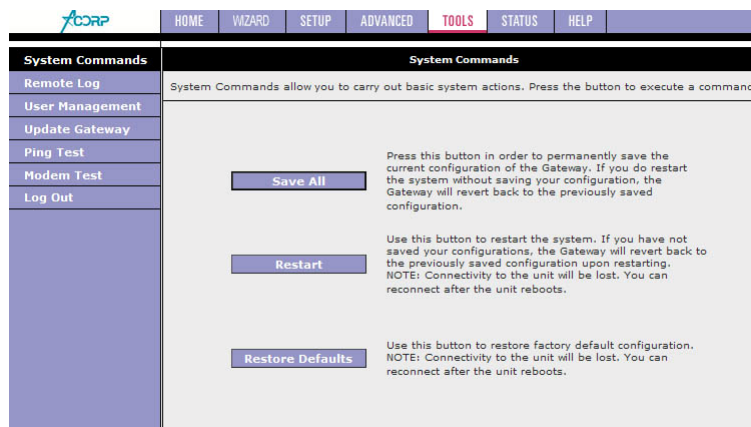 ACORP
HOME WIZARD SETUP ADVANCED TOOLS STATUS HELP
System Commands
Remote Log
User Management
Update Gateway
Ping Test
Modem Test
Log Out
System Commands
System Commands allow you to carry out basic system actions. Press the button to execute a command
Save All
Press this button in order to permanently save the
current configuration of the Gateway. If you do restart
the system without saving your configuration, the
Gateway will revert back to the previously saved
configuration.
Restart
Use this button to restart the system. If you have not
saved your configurations, the Gateway will revert back to
the previously saved configuration upon restarting.
NOTE: Connectivity to the unit will be lost. You can
reconnect after the unit reboots.
Restore Defaults
Use this button to restore factory default configuration.
NOTE: Connectivity to the unit will be lost. You can
reconnect after the unit reboots.